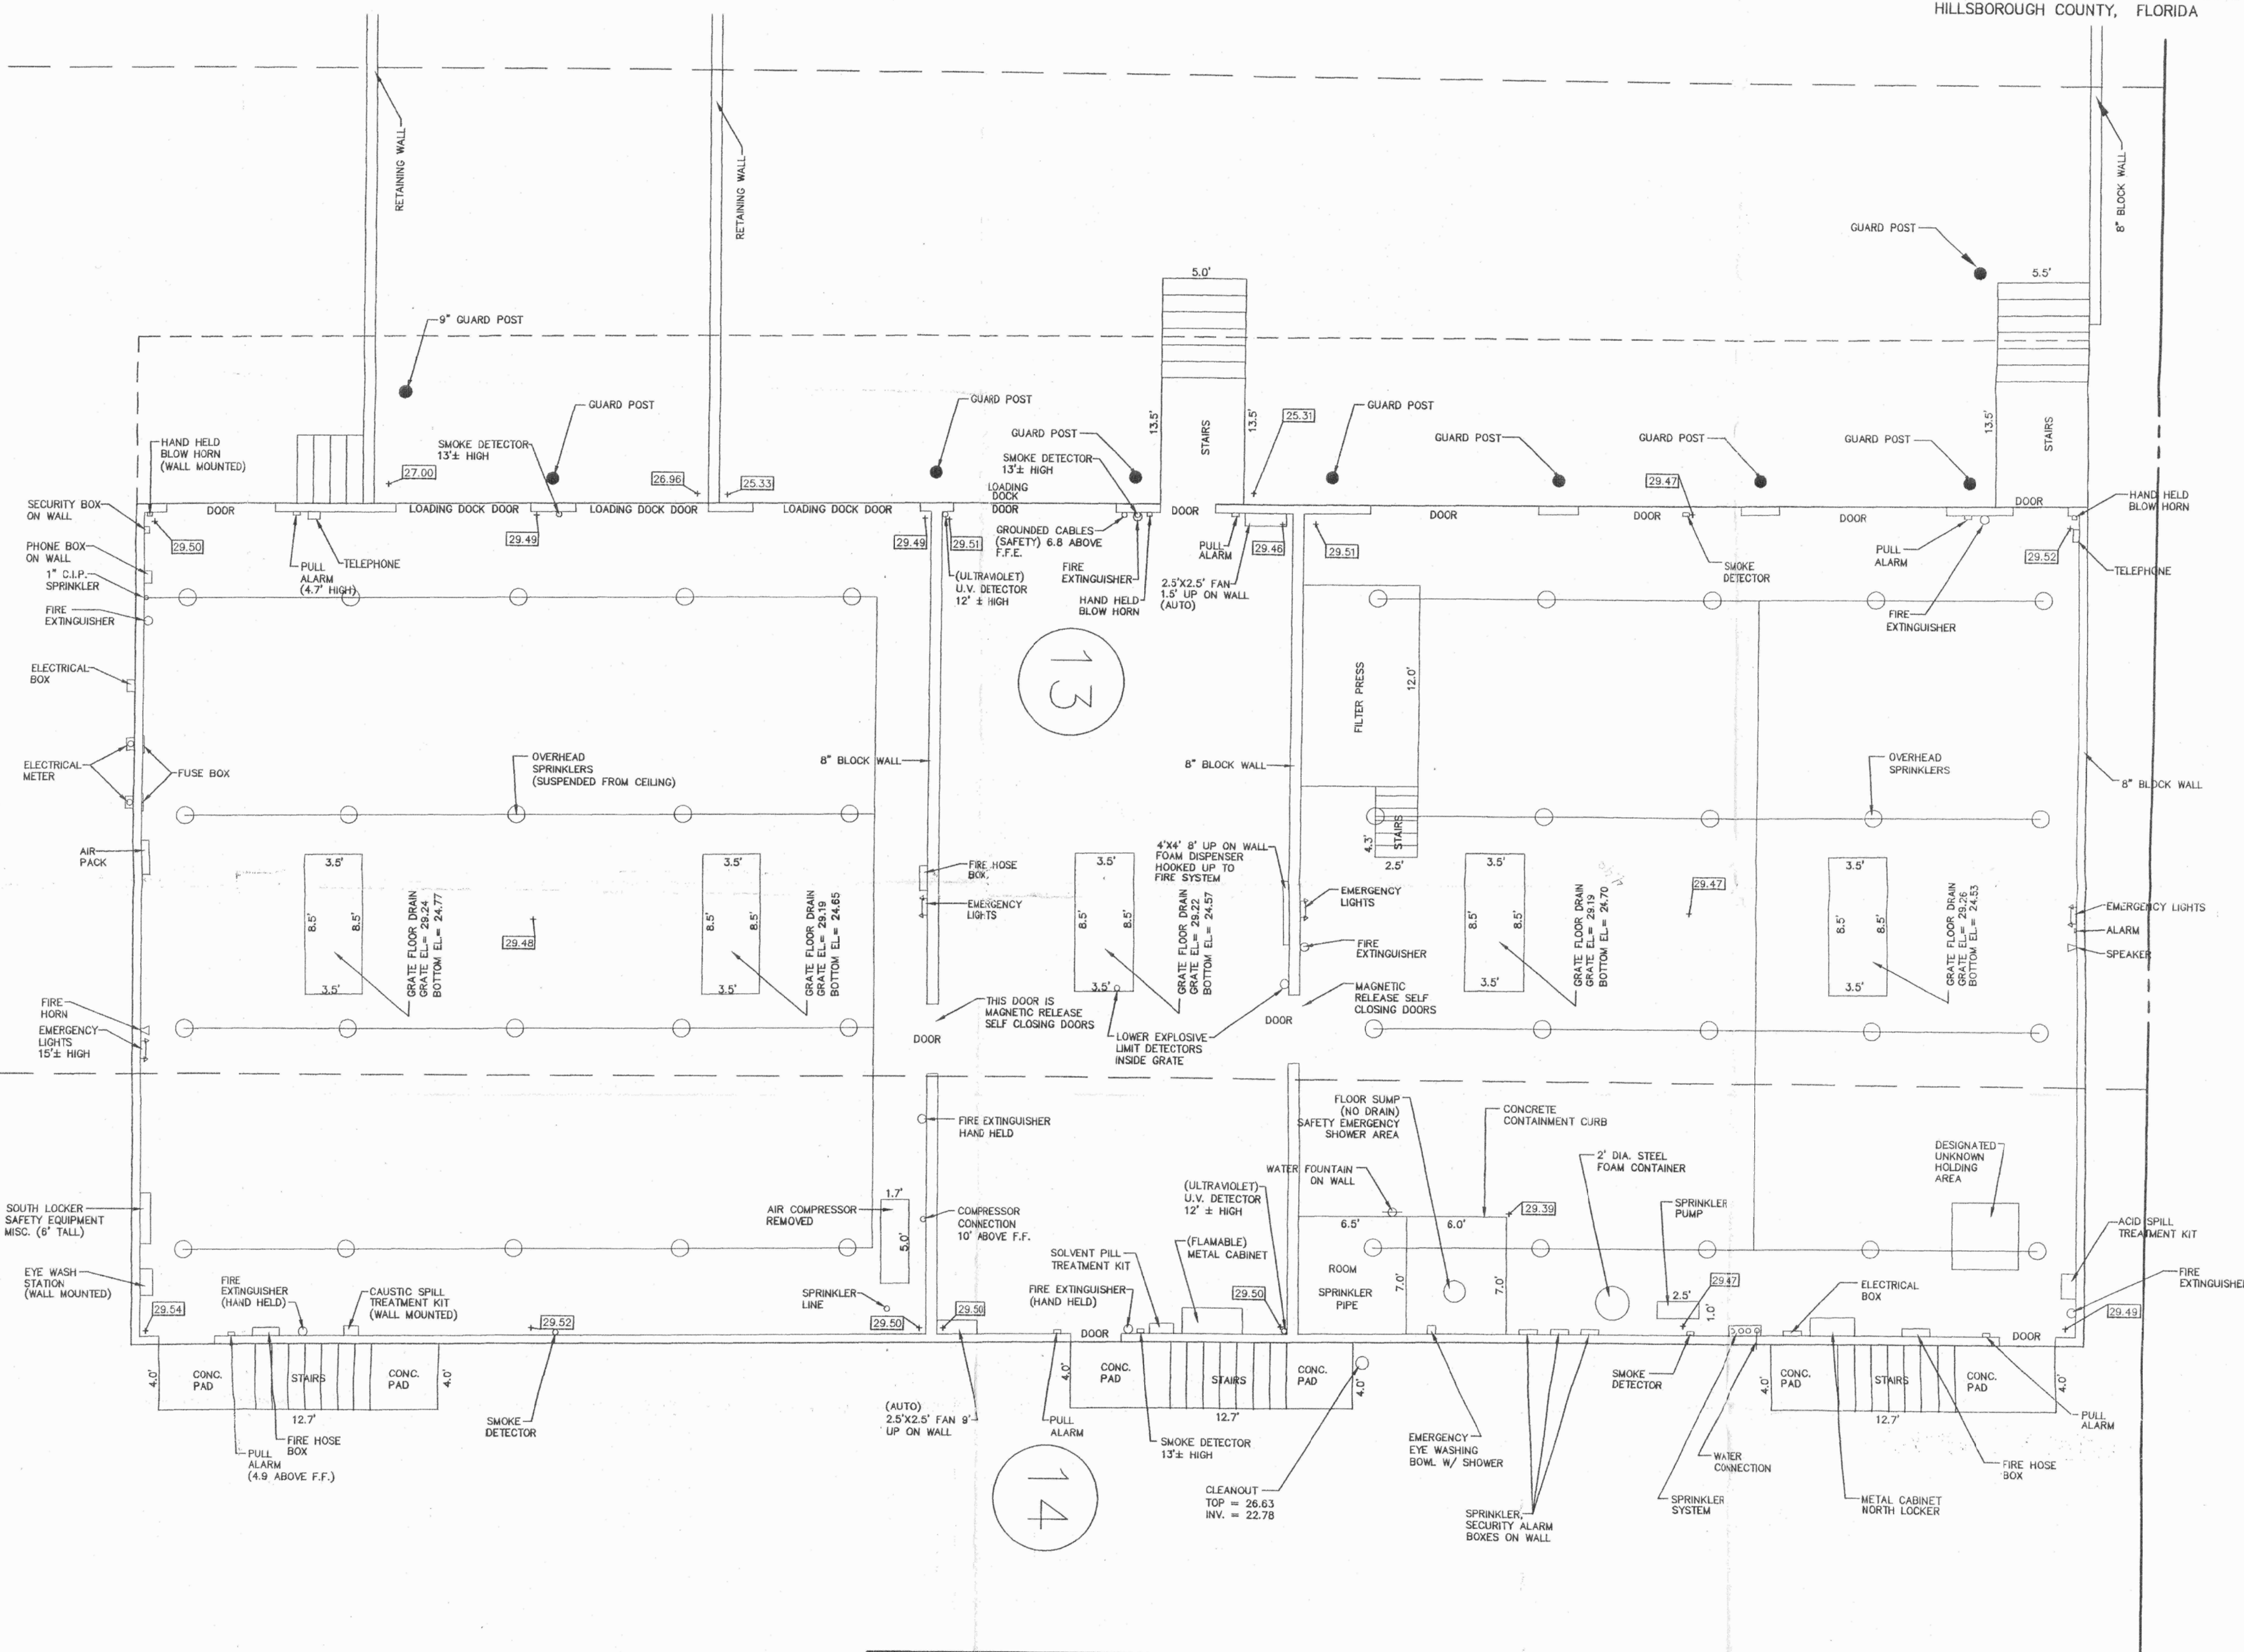 HILLSBOROUGH COUNTY, FLORIDA
RETAINING WALL
RETAINING WALL
8" BLOCK WALL
GUARD POST
5.0'
5.5'
9" GUARD POST
GUARD POST
GUARD POST
GUARD POST
13.5'
STAIRS
13.5'
25.31
GUARD POST
GUARD POST
GUARD POST
GUARD POST
13.5'
STAIRS
HAND HELD
BLOW HORN
(WALL MOUNTED)
SMOKE DETECTOR
13'± HIGH
SMOKE DETECTOR
13'± HIGH
27.00
26.96
25.33
29.47
SECURITY BOX
ON WALL
DOOR
LOADING DOCK DOOR
LOADING DOCK DOOR
LOADING DOCK DOOR
LOADING
DOCK
DOOR
DOOR
DOOR
DOOR
DOOR
DOOR
HAND HELD
BLOW HORN
29.50
29.49
29.49
29.51
GROUNDED CABLES
(SAFETY) 6.8 ABOVE
F.F.E.
PULL
ALARM
29.46
29.51
PULL
ALARM
29.52
TELEPHONE
PHONE BOX
ON WALL
1" C.I.P.
SPRINKLER
FIRE
EXTINGUISHER
PULL
ALARM
(4.7' HIGH)
TELEPHONE
(ULTRAVIOLET)
U.V. DETECTOR
12' ± HIGH
FIRE
EXTINGUISHER
HAND HELD
BLOW HORN
2.5'X2.5' FAN
1.5' UP ON WALL
(AUTO)
SMOKE
DETECTOR
FIRE
EXTINGUISHER
ELECTRICAL
BOX
13
FILTER PRESS
12.0'
ELECTRICAL
METER
FUSE BOX
OVERHEAD
SPRINKLERS
(SUSPENDED FROM CEILING)
8" BLOCK WALL
8" BLOCK WALL
OVERHEAD
SPRINKLERS
8" BLOCK WALL
AIR
PACK
3.5'
8.5'
8.5'
3.5'
GRATE FLOOR DRAIN
GRATE EL.= 29.24
BOTTOM EL.= 24.77
29.48
3.5'
8.5'
8.5'
3.5'
GRATE FLOOR DRAIN
GRATE EL.= 29.19
BOTTOM EL.= 24.65
FIRE HOSE
BOX
EMERGENCY
LIGHTS
3.5'
8.5'
8.5'
3.5'
GRATE FLOOR DRAIN
GRATE EL.= 29.22
BOTTOM EL.= 24.57
4'X4' 8' UP ON WALL
FOAM DISPENSER
HOOKED UP TO
FIRE SYSTEM
4.3'
STAIRS
2.5'
EMERGENCY
LIGHTS
FIRE
EXTINGUISHER
3.5'
8.5'
8.5'
3.5'
GRATE FLOOR DRAIN
GRATE EL.= 29.19
BOTTOM EL.= 24.70
29.47
3.5'
8.5'
8.5'
3.5'
GRATE FLOOR DRAIN
GRATE EL.= 29.26
BOTTOM EL.= 24.53
EMERGENCY LIGHTS
ALARM
SPEAKER
FIRE
HORN
EMERGENCY
LIGHTS
15'± HIGH
THIS DOOR IS
MAGNETIC RELEASE
SELF CLOSING DOORS
DOOR
LOWER EXPLOSIVE
LIMIT DETECTORS
INSIDE GRATE
DOOR
MAGNETIC
RELEASE SELF
CLOSING DOORS
FIRE EXTINGUISHER
HAND HELD
FLOOR SUMP
(NO DRAIN)
SAFETY EMERGENCY
SHOWER AREA
CONCRETE
CONTAINMENT CURB
2' DIA. STEEL
FOAM CONTAINER
DESIGNATED
UNKNOWN
HOLDING
AREA
WATER FOUNTAIN
ON WALL
SOUTH LOCKER
SAFETY EQUIPMENT
MISC. (6' TALL)
AIR COMPRESSOR
REMOVED
1.7'
5.0'
COMPRESSOR
CONNECTION
10' ABOVE F.F.
(ULTRAVIOLET)
U.V. DETECTOR
12' ± HIGH
6.5'
6.0'
29.39
SPRINKLER
PUMP
ACID SPILL
TREATMENT KIT
EYE WASH
STATION
(WALL MOUNTED)
SOLVENT PILL
TREATMENT KIT
(FLAMABLE)
METAL CABINET
ROOM
SPRINKLER
PIPE
7.0'
7.0'
29.47
2.5'
1.0'
ELECTRICAL
BOX
FIRE
EXTINGUISHER
29.54
FIRE
EXTINGUISHER
(HAND HELD)
CAUSTIC SPILL
TREATMENT KIT
(WALL MOUNTED)
29.52
SPRINKLER
LINE
29.50
29.50
FIRE EXTINGUISHER
(HAND HELD)
29.50
29.49
DOOR
DOOR
4.0'
CONC.
PAD
STAIRS
CONC.
PAD
4.0'
12.7'
4.0'
CONC.
PAD
STAIRS
CONC.
PAD
4.0'
12.7'
SMOKE
DETECTOR
4.0'
CONC.
PAD
STAIRS
CONC.
PAD
4.0'
12.7'
PULL
ALARM
(4.9 ABOVE F.F.)
FIRE HOSE
BOX
SMOKE
DETECTOR
(AUTO)
2.5'X2.5' FAN 9'
UP ON WALL
PULL
ALARM
SMOKE DETECTOR
13'± HIGH
EMERGENCY
EYE WASHING
BOWL W/ SHOWER
PULL
ALARM
WATER
CONNECTION
FIRE HOSE
BOX
14
CLEANOUT
TOP = 26.63
INV. = 22.78
SPRINKLER,
SECURITY ALARM
BOXES ON WALL
SPRINKLER
SYSTEM
METAL CABINET
NORTH LOCKER